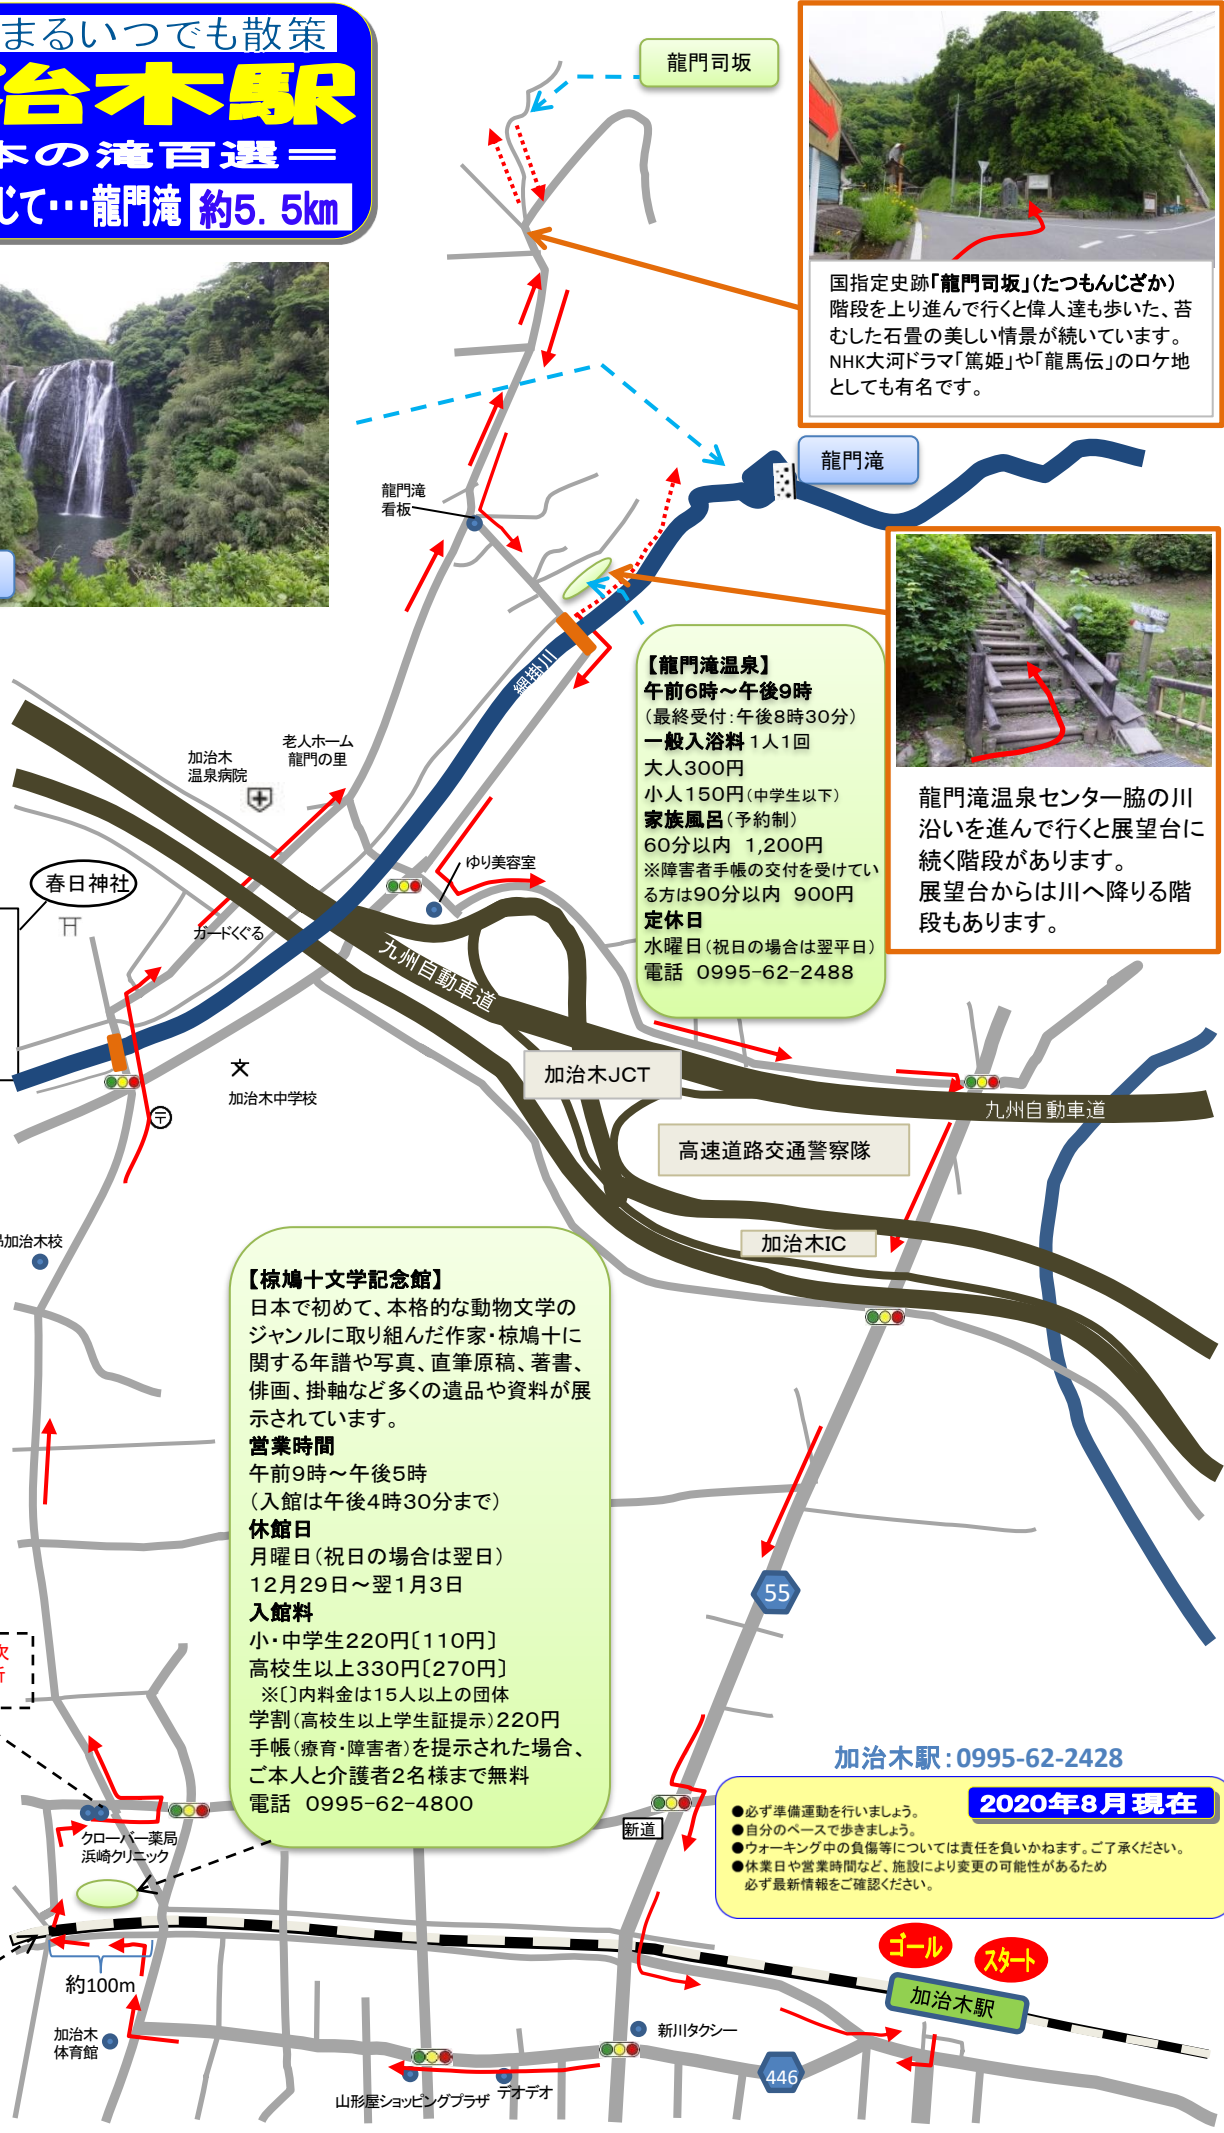 まるいつでも散策
治木駅
本の滝百選＝
じて･･･龍門滝 約5.5km
龍門司坂
国指定史跡｢龍門司坂｣(たつもんじざか)
階段を上り進んで行くと偉人達も歩いた、苔
むした石畳の美しい情景が続いています。
NHK大河ドラマ｢篤姫｣や｢龍馬伝｣のロケ地
としても有名です。
龍門滝
龍門滝
看板
網掛川
【龍門滝温泉】
午前6時～午後9時
(最終受付:午後8時30分)
一般入浴料 1人1回
大人300円
小人150円(中学生以下)
家族風呂(予約制)
60分以内 1,200円
※障害者手帳の交付を受けてい
る方は90分以内 900円
定休日
水曜日(祝日の場合は翌平日)
電話 0995-62-2488
龍門滝温泉センター脇の川
沿いを進んで行くと展望台に
続く階段があります。
展望台からは川へ降りる階
段もあります。
加治木
温泉病院
老人ホーム
龍門の里
春日神社
ゆり美容室
ガードくぐる
九州自動車道
加治木JCT
九州自動車道
文
加治木中学校
〒
高速道路交通警察隊
加治木IC
加治木校
【椋鳩十文学記念館】
日本で初めて、本格的な動物文学の
ジャンルに取り組んだ作家･椋鳩十に
関する年譜や写真、直筆原稿、著書、
俳画、掛軸など多くの遺品や資料が展
示されています。
営業時間
午前9時～午後5時
(入館は午後4時30分まで)
休館日
月曜日(祝日の場合は翌日)
12月29日～翌1月3日
入館料
小･中学生220円〔110円〕
高校生以上330円〔270円〕
※〔〕内料金は15人以上の団体
学割(高校生以上学生証提示)220円
手帳(療育･障害者)を提示された場合、
ご本人と介護者2名様まで無料
電話 0995-62-4800
55
加治木駅:0995-62-2428
2020年8月現在
●必ず準備運動を行いましょう。
●自分のペースで歩きましょう。
●ウォーキング中の負傷等については責任を負いかねます。ご了承ください。
●休業日や営業時間など、施設により変更の可能性があるため
必ず最新情報をご確認ください。
新道
クローバー薬局
浜崎クリニック
約100m
ゴール
スタート
加治木駅
加治木
体育館
新川タクシー
446
山形屋ショッピングプラザ
デオデオ